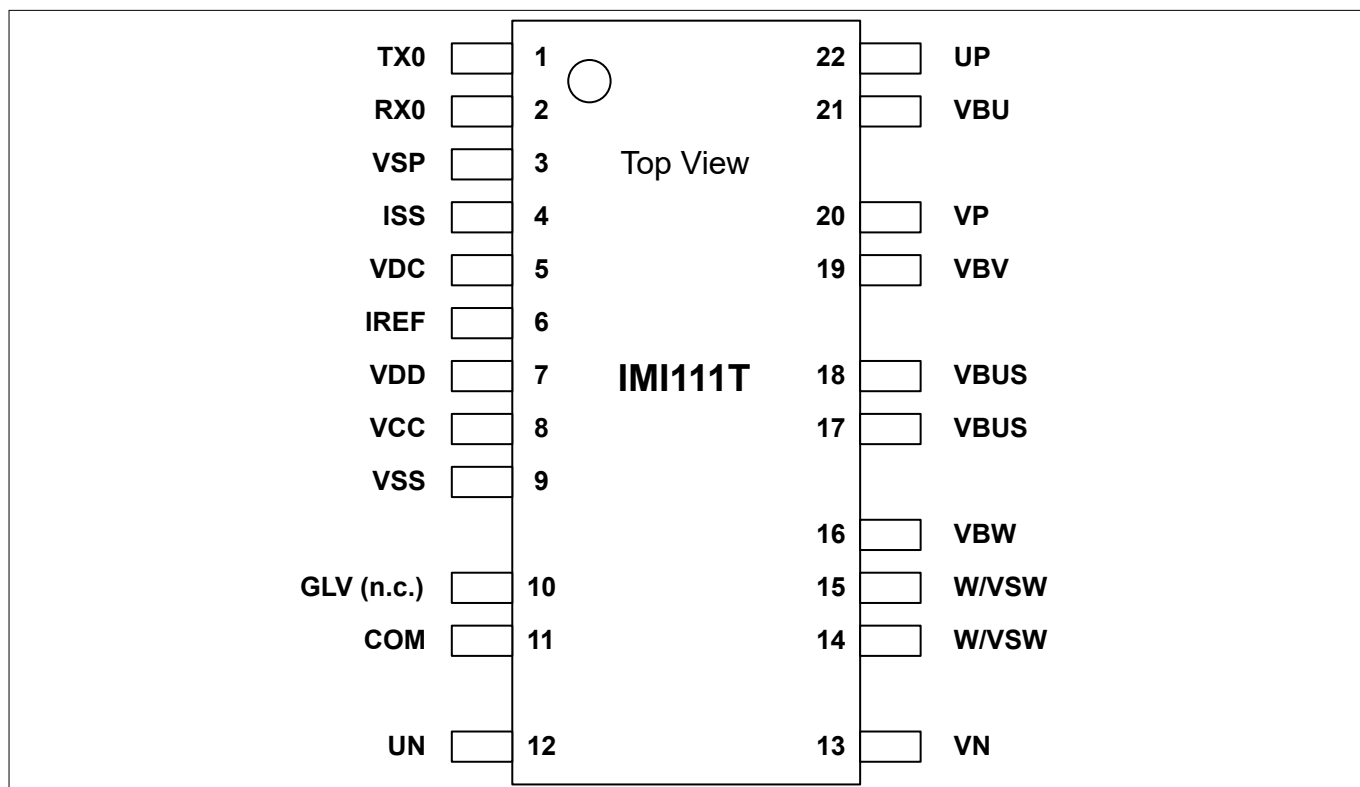 TX0 1 22 UP
RX0 2 21 VBU
VSP 3 Top View
ISS 4 20 VP
VDC 5 19 VBV
IREF 6
VDD 7 IMI111T 18 VBUS
VCC 8 17 VBUS
VSS 9
16 VBW
GLV (n.c.) 10 15 W/VSW
COM 11 14 W/VSW
UN 12 13 VN